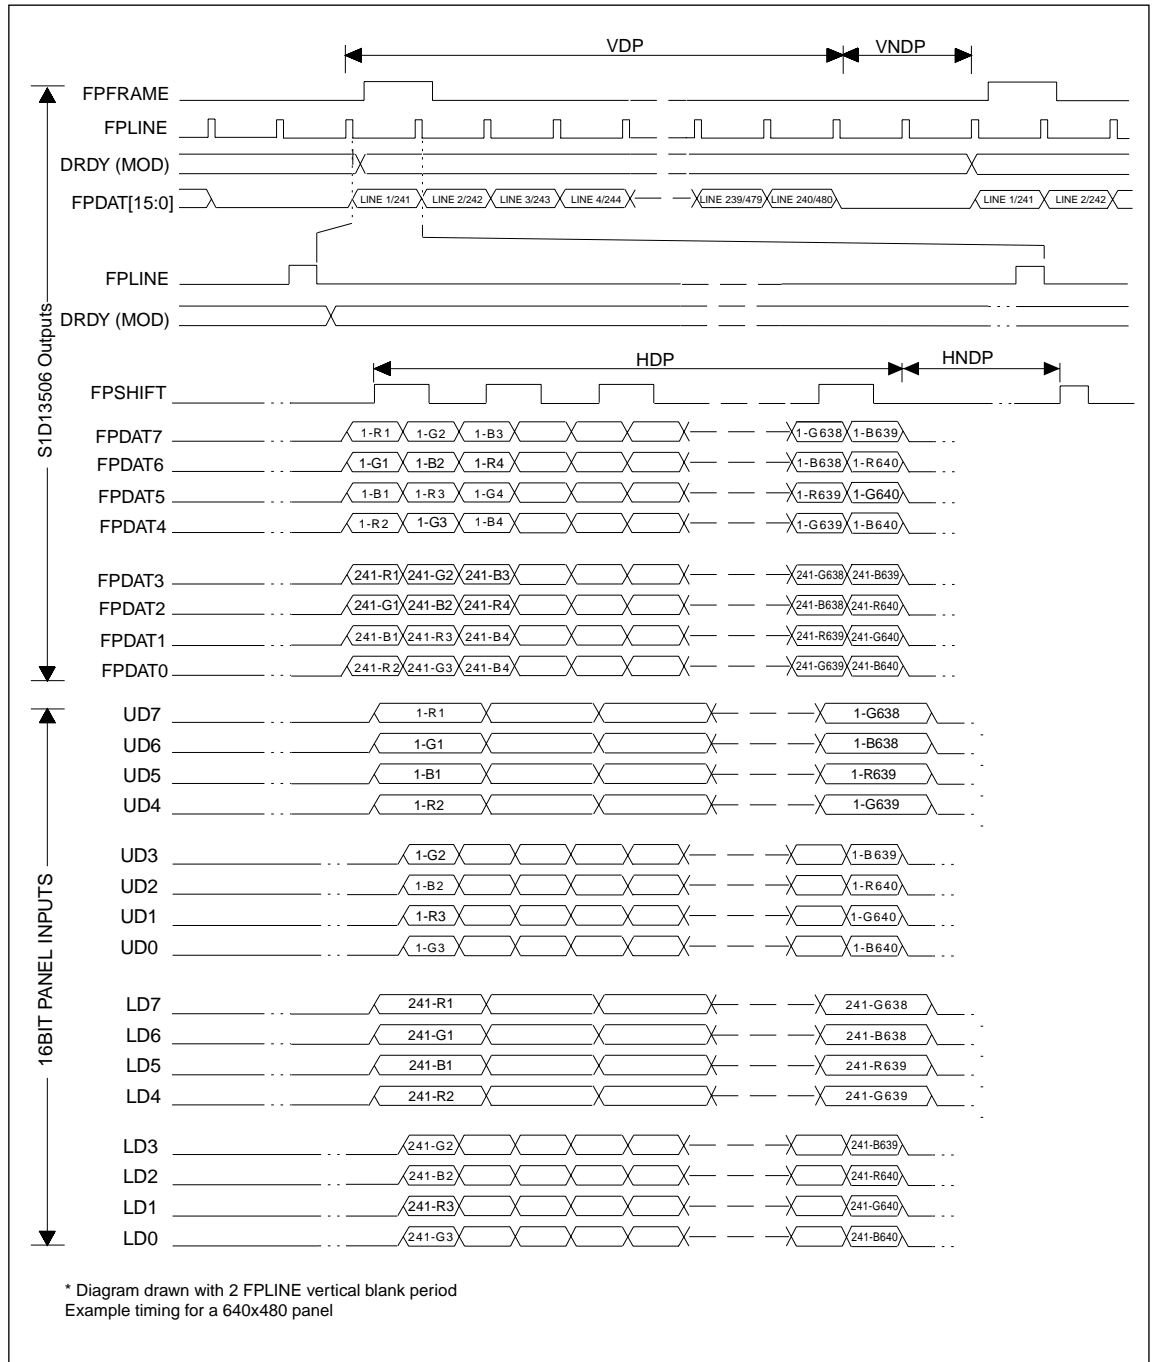 VDP VNDP
FPFRAME
FPLINE
DRDY (MOD)
FPDAT[15:0] LINE 1/241 LINE 2/242 LINE 3/243 LINE 4/244 LINE 239/479 LINE 240/480 LINE 1/241 LINE 2/242
FPLINE
DRDY (MOD)
HDP HNDP
FPSHIFT
S1D13506 Outputs
FPDAT7 1-R1 1-G2 1-B3 1-G638 1-B639
FPDAT6 1-G1 1-B2 1-R4 1-B638 1-R640
FPDAT5 1-B1 1-R3 1-G4 1-R639 1-G640
FPDAT4 1-R2 1-G3 1-B4 1-G639 1-B640
FPDAT3 241-R1 241-G2 241-B3 241-G638 241-B639
FPDAT2 241-G1 241-B2 241-R4 241-B638 241-R640
FPDAT1 241-B1 241-R3 241-B4 241-R639 241-G640
FPDAT0 241-R2 241-G3 241-B4 241-G639 241-B640
16BIT PANEL INPUTS
UD7 1-R1 1-G638
UD6 1-G1 1-B638
UD5 1-B1 1-R639
UD4 1-R2 1-G639
UD3 1-G2 1-B639
UD2 1-B2 1-R640
UD1 1-R3 1-G640
UD0 1-G3 1-B640
LD7 241-R1 241-G638
LD6 241-G1 241-B638
LD5 241-B1 241-R639
LD4 241-R2 241-G639
LD3 241-G2 241-B639
LD2 241-B2 241-R640
LD1 241-R3 241-G640
LD0 241-G3 241-B640
* Diagram drawn with 2 FPLINE vertical blank period
Example timing for a 640x480 panel